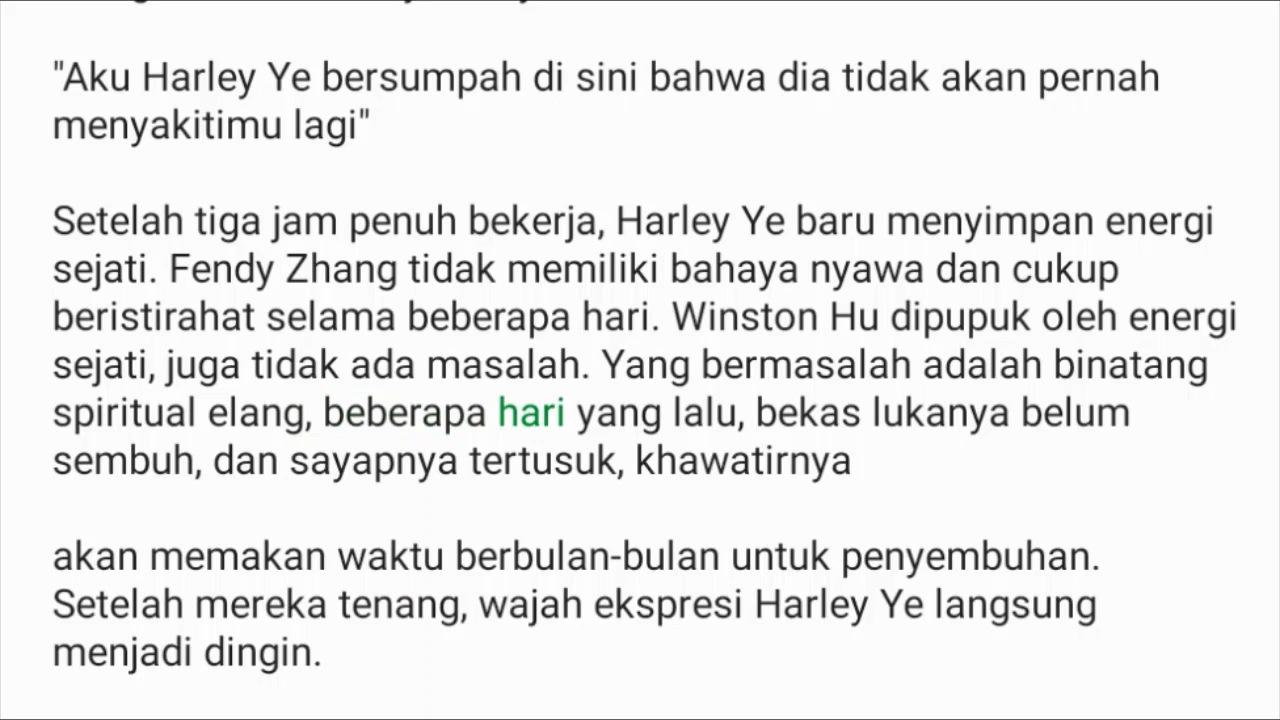 "Aku Harley Ye bersumpah di sini bahwa dia tidak akan pernah
menyakitimu lagi"
Setelah tiga jam penuh bekerja, Harley Ye baru menyimpan energi
sejati. Fendy Zhang tidak memiliki bahaya nyawa dan cukup
beristirahat selama beberapa hari. Winston Hu dipupuk oleh energi
sejati, juga tidak ada masalah. Yang bermasalah adalah binatang
spiritual elang, beberapa hari yang lalu, bekas lukanya belum
sembuh, dan sayapnya tertusuk, khawatirnya
akan memakan waktu berbulan-bulan untuk penyembuhan.
Setelah mereka tenang, wajah ekspresi Harley Ye langsung
menjadi dingin.